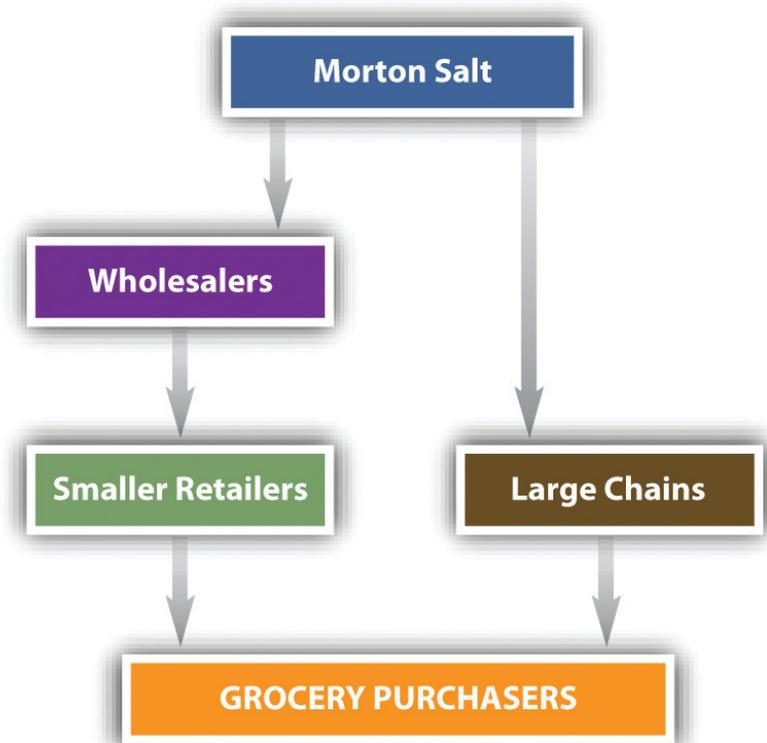 Morton Salt
Wholesalers
Smaller Retailers
Large Chains
GROCERY PURCHASERS